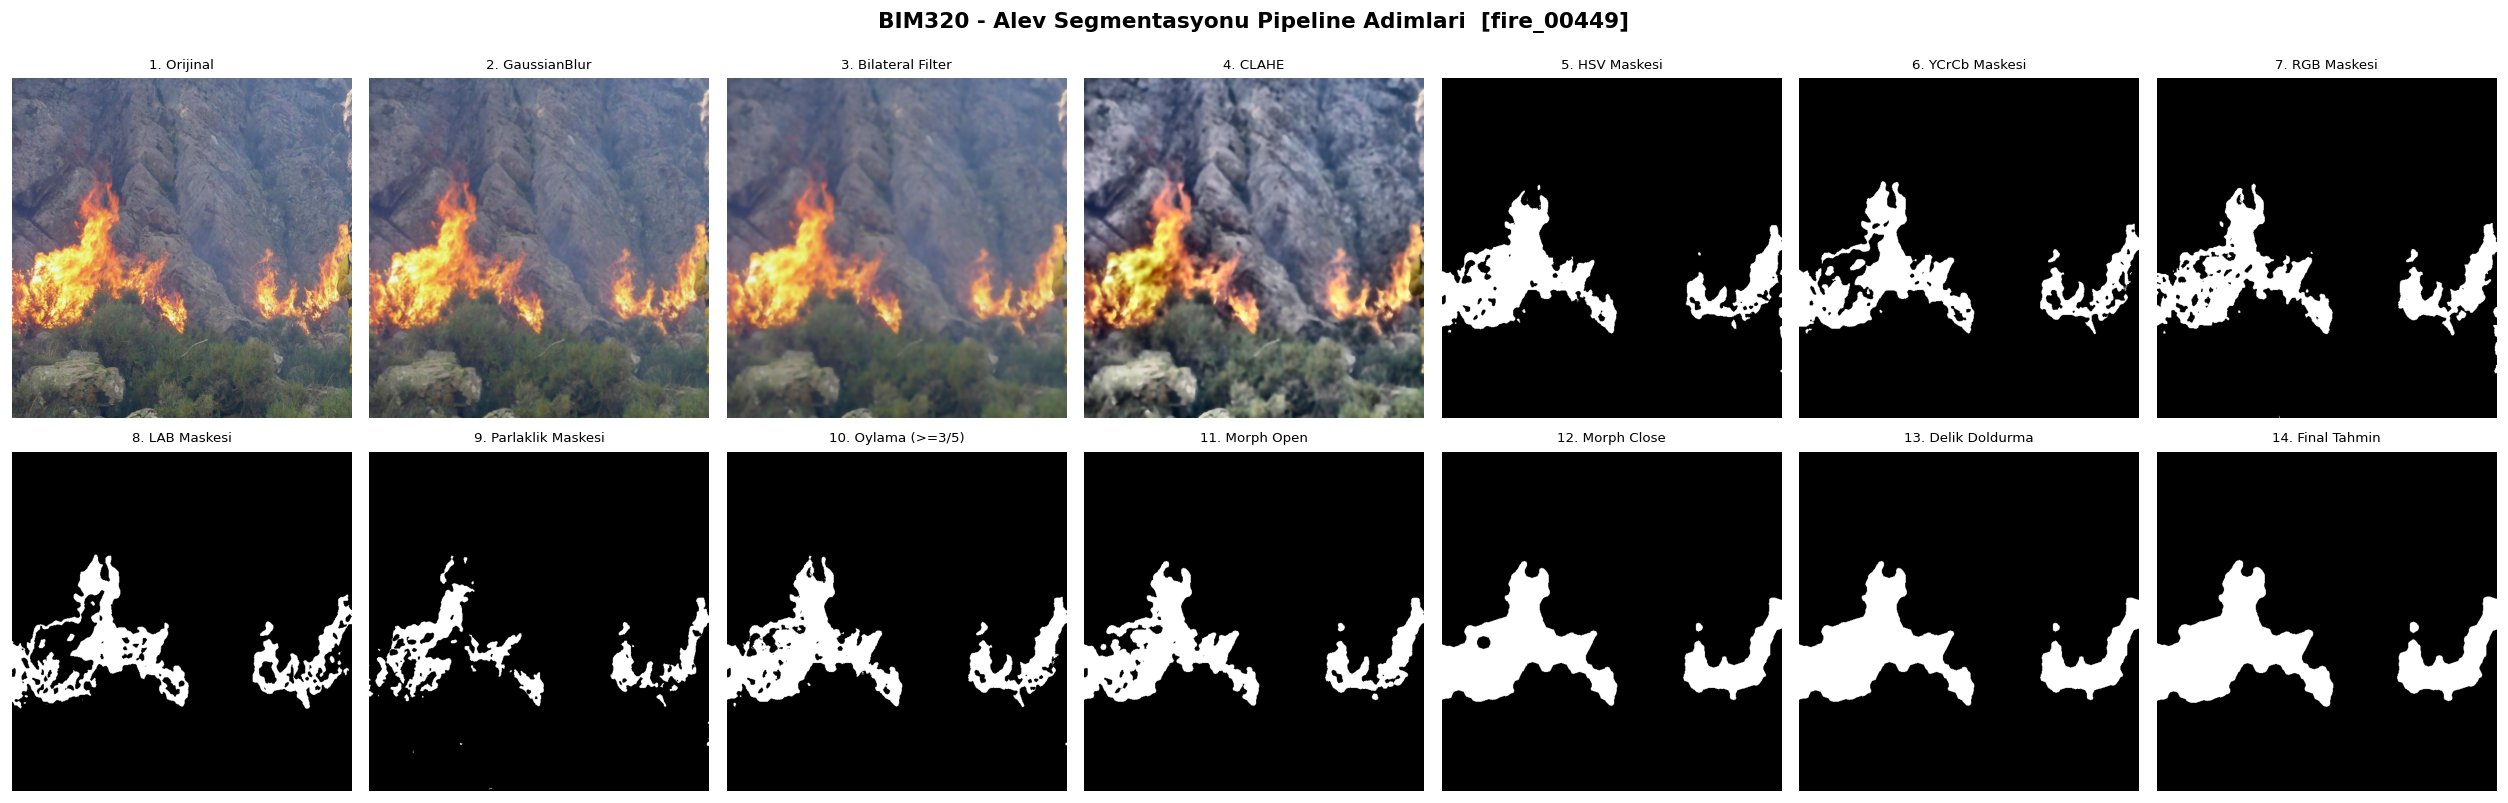 BIM320 - Alev Segmentasyonu Pipeline Adimlari  [fire_00449]
1. Orijinal
2. GaussianBlur
3. Bilateral Filter
4. CLAHE
5. HSV Maskesi
6. YCrCb Maskesi
7. RGB Maskesi
8. LAB Maskesi
9. Parlaklik Maskesi
10. Oylama (>=3/5)
11. Morph Open
12. Morph Close
13. Delik Doldurma
14. Final Tahmin